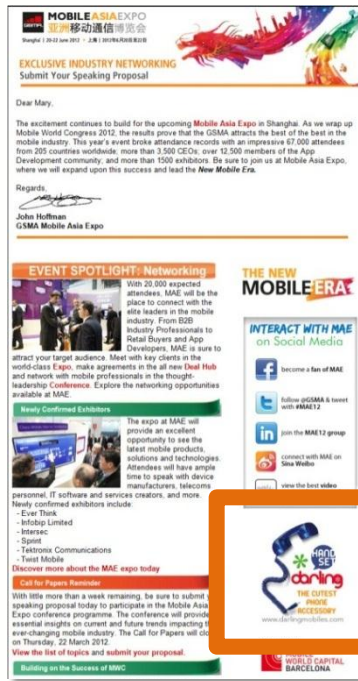 MOBILEASIAEXPO
亚洲移动通信博览会
Shanghai | 20-22 June 2012 • 上海 | 2012年6月20日至22日
EXCLUSIVE INDUSTRY NETWORKING
Submit Your Speaking Proposal
Dear Mary,
The excitement continues to build for the upcoming Mobile Asia Expo in Shanghai. As we wrap up
Mobile World Congress 2012, the results prove that the GSMA attracts the best of the best in the
mobile industry. This year's event broke attendance records with an impressive 67,000 attendees
from 205 countries worldwide; more than 3,500 CEOs; over 12,500 members of the App
Development community; and more than 1500 exhibitors. Be sure to join us at Mobile Asia Expo,
where we will expand upon this success and lead the New Mobile Era.
Regards,
John Hoffman
GSMA Mobile Asia Expo
EVENT SPOTLIGHT: Networking
With 20,000 expected
attendees, MAE will be the
place to connect with the
elite leaders in the mobile
industry. From B2B
Industry Professionals to
Retail Buyers and App
Developers, MAE is sure to
attract your target audience. Meet with key clients in the
world-class Expo, make agreements in the all new Deal Hub
and network with mobile professionals in the thought-
leadership Conference. Explore the networking opportunities
available at MAE.
Newly Confirmed Exhibitors
The expo at MAE will
provide an excellent
opportunity to see the
latest mobile products,
solutions and technologies.
Attendees will have ample
time to speak with device
manufacturers, telecoms
personnel, IT software and services creators, and more.
Newly confirmed exhibitors include:
- Ever Think
- Infobip Limited
- Intersec
- Sprint
- Tektronix Communications
- Twist Mobile
Discover more about the MAE expo today
Call for Papers Reminder
With little more than a week remaining, be sure to submit
speaking proposal today to participate in the Mobile Asia
Expo conference programme. The conference will provide
essential insights on current and future trends impacting
ever-changing mobile industry. The Call for Papers will
on Thursday, 22 March 2012.
View the list of topics and submit your proposal.
Building on the Success of MWC
THE NEW
MOBILE ERA
INTERACT WITH MAE
on Social Media
become a fan of MAE
follow @GSMA & tweet
with #MAE12
join the MAE12 group
connect with MAE on
Sina Weibo
view the best video
HAND
SET
darling
THE CUTEST
PHONE
ACCESSORY
www.darlingmobiles.com
MOBILE
WORLD CAPITAL
BARCELONA